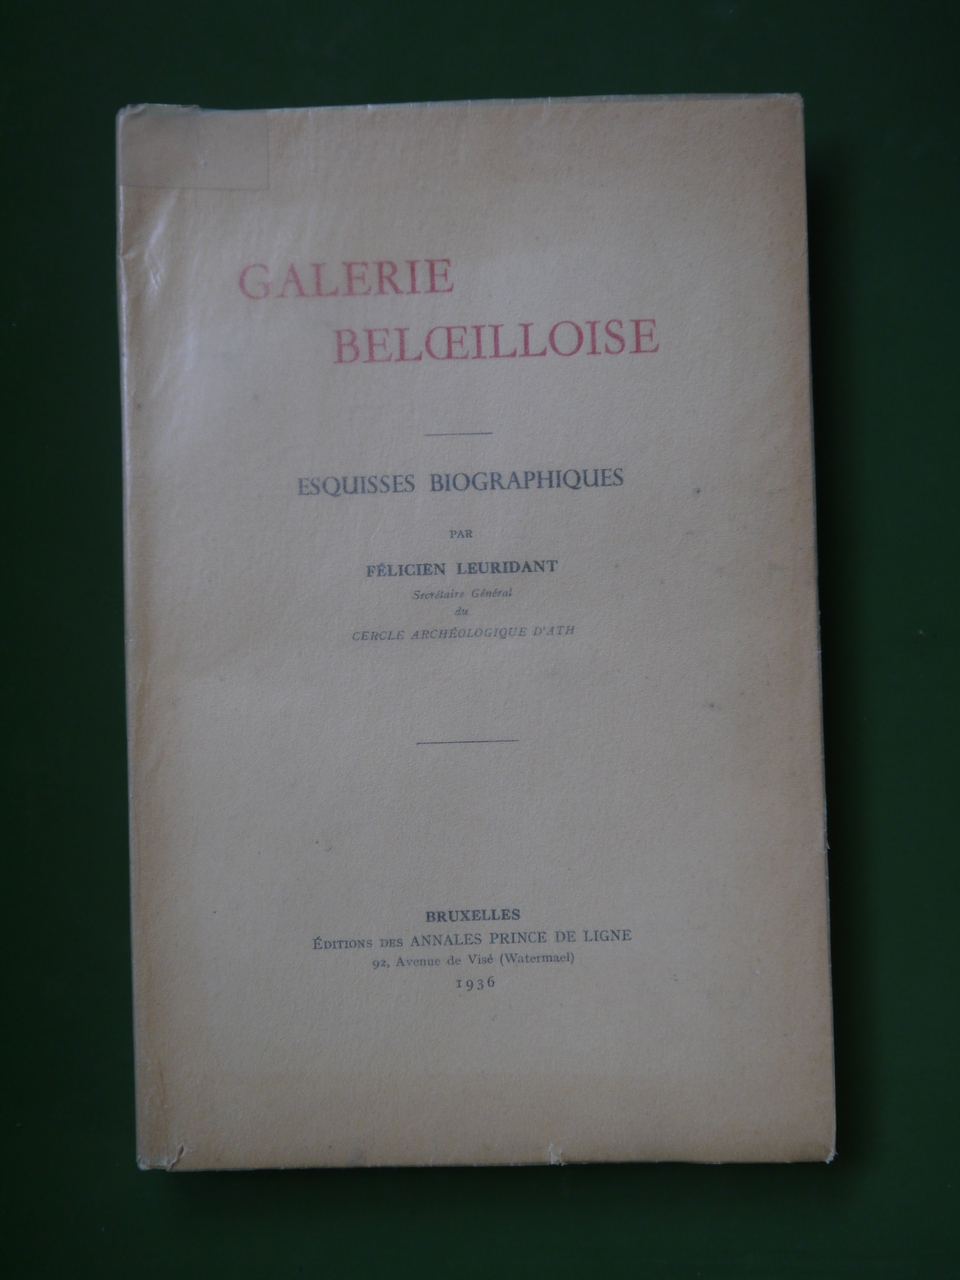 GALERIE
BELŒILLOISE
ESQUISSES BIOGRAPHIQUES
PAR
FÉLICIEN LEURIDANT
Secrétaire Général
du
CERCLE ARCHÉOLOGIQUE D'ATH
BRUXELLES
ÉDITIONS DES ANNALES PRINCE DE LIGNE
92, Avenue de Visé (Watermael)
1936